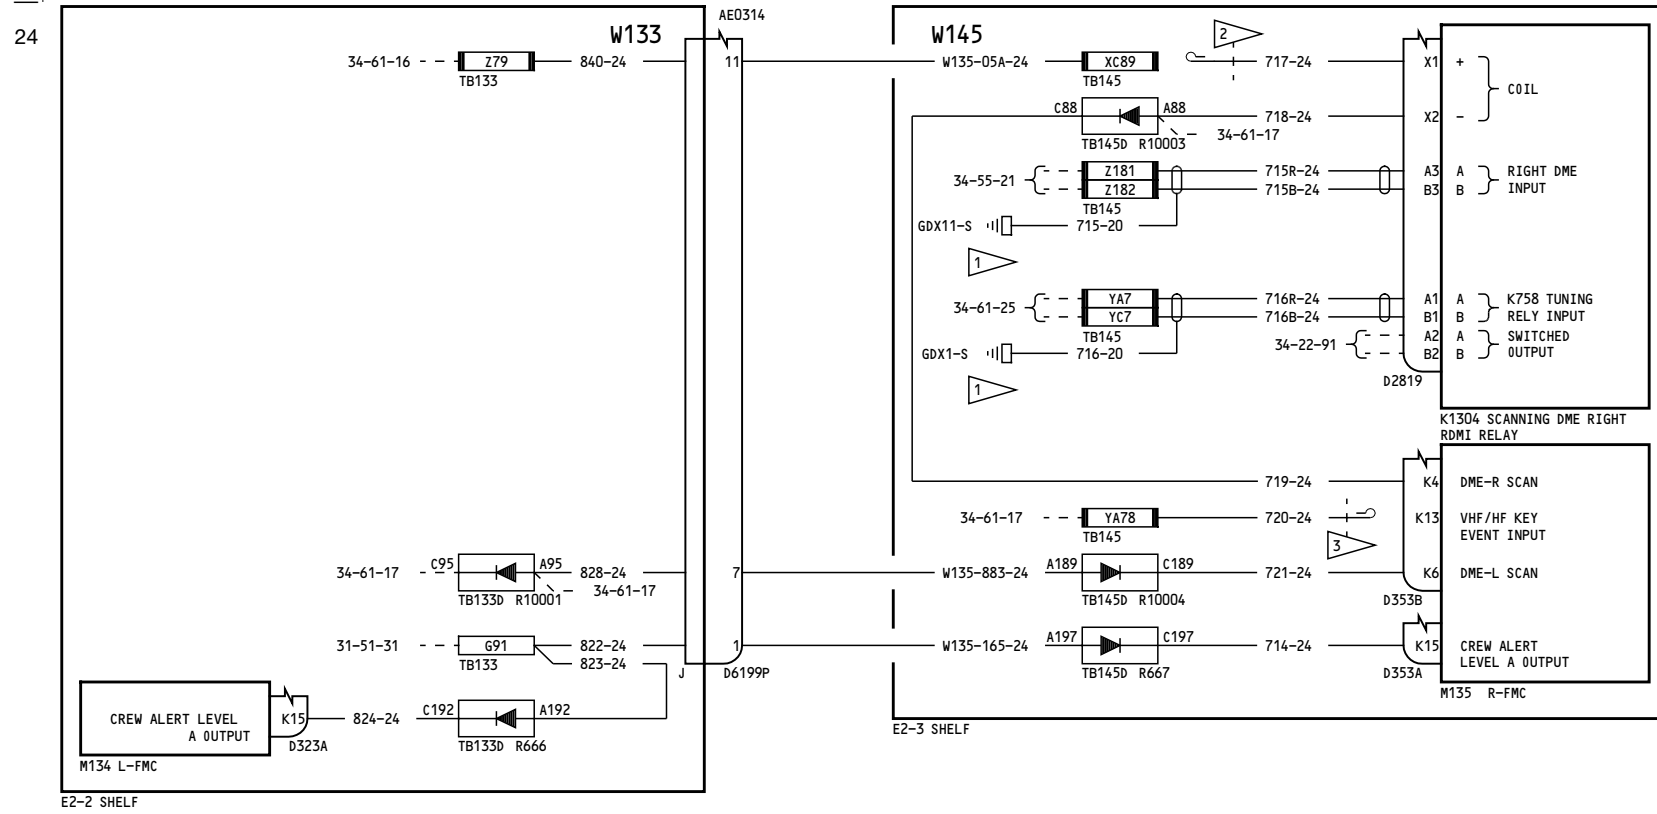 AE0314
24
W133
W145
2
34-61-16
Z79
840-24
11
W135-05A-24
XC89
717-24
X1 +
TB133
TB145
COIL
C88
A88
718-24
X2 -
34-61-17
TB145D R10003
34-55-21
Z181
715R-24
A3 A
RIGHT DME
Z182
715B-24
B3 B
INPUT
TB145
GDX11-S
715-20
1
34-61-25
YA7
716R-24
A1 A
K758 TUNING
YC7
716B-24
B1 B
RELY INPUT
TB145
34-22-91
A2 A
SWITCHED
B2 B
OUTPUT
GDX1-S
716-20
D2819
1
K1304 SCANNING DME RIGHT
RDMI RELAY
719-24
K4
DME-R SCAN
34-61-17
YA78
720-24
K13
VHF/HF KEY
EVENT INPUT
TB145
3
34-61-17
C95
A95
828-24
7
W135-883-24
A189
C189
721-24
K6
DME-L SCAN
34-61-17
TB133D R10001
TB145D R10004
D353B
31-51-31
G91
822-24
1
W135-165-24
A197
C197
714-24
K15
CREW ALERT
LEVEL A OUTPUT
TB133
823-24
J
D6199P
TB145D R667
D353A
M135 R-FMC
CREW ALERT LEVEL
A OUTPUT
K15
824-24
C192
A192
D323A
TB133D R666
M134 L-FMC
E2-3 SHELF
E2-2 SHELF